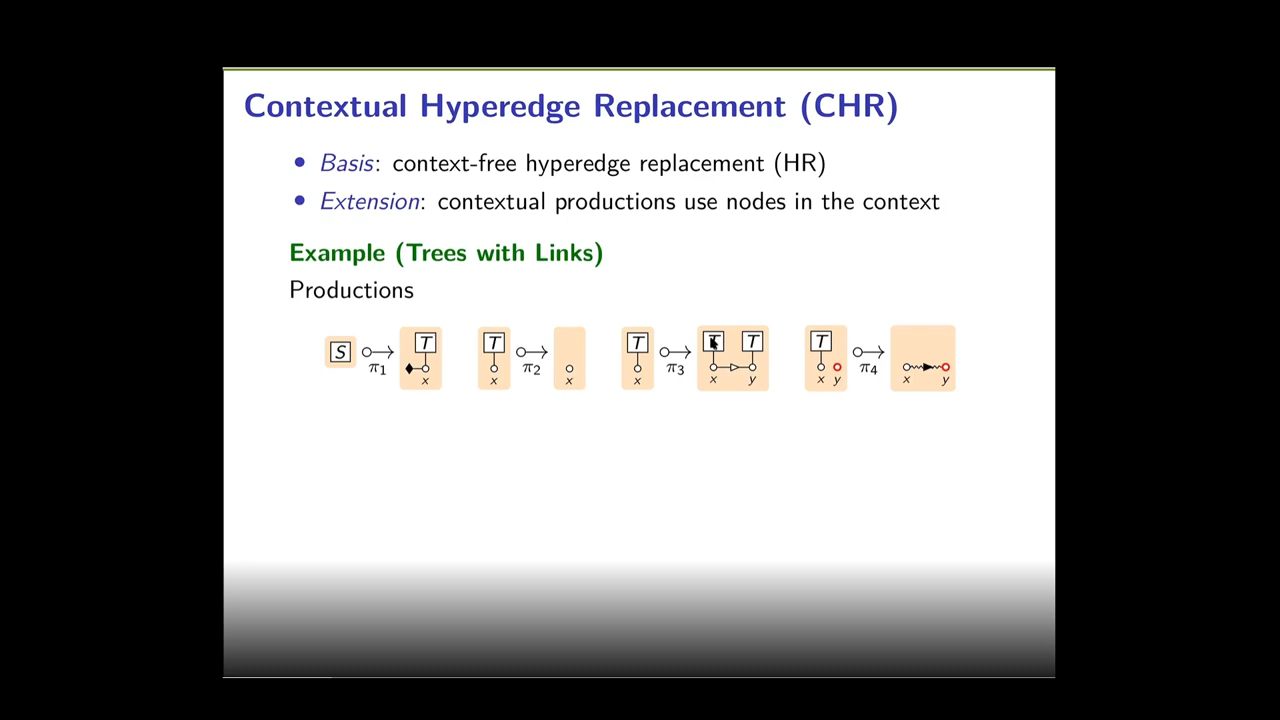 Contextual Hyperedge Replacement (CHR)
• Basis: context-free hyperedge replacement (HR)
• Extension: contextual productions use nodes in the context
Example (Trees with Links)
Productions
S π1 T x T x π2 x T x π3 T T x y T x y π4 x y